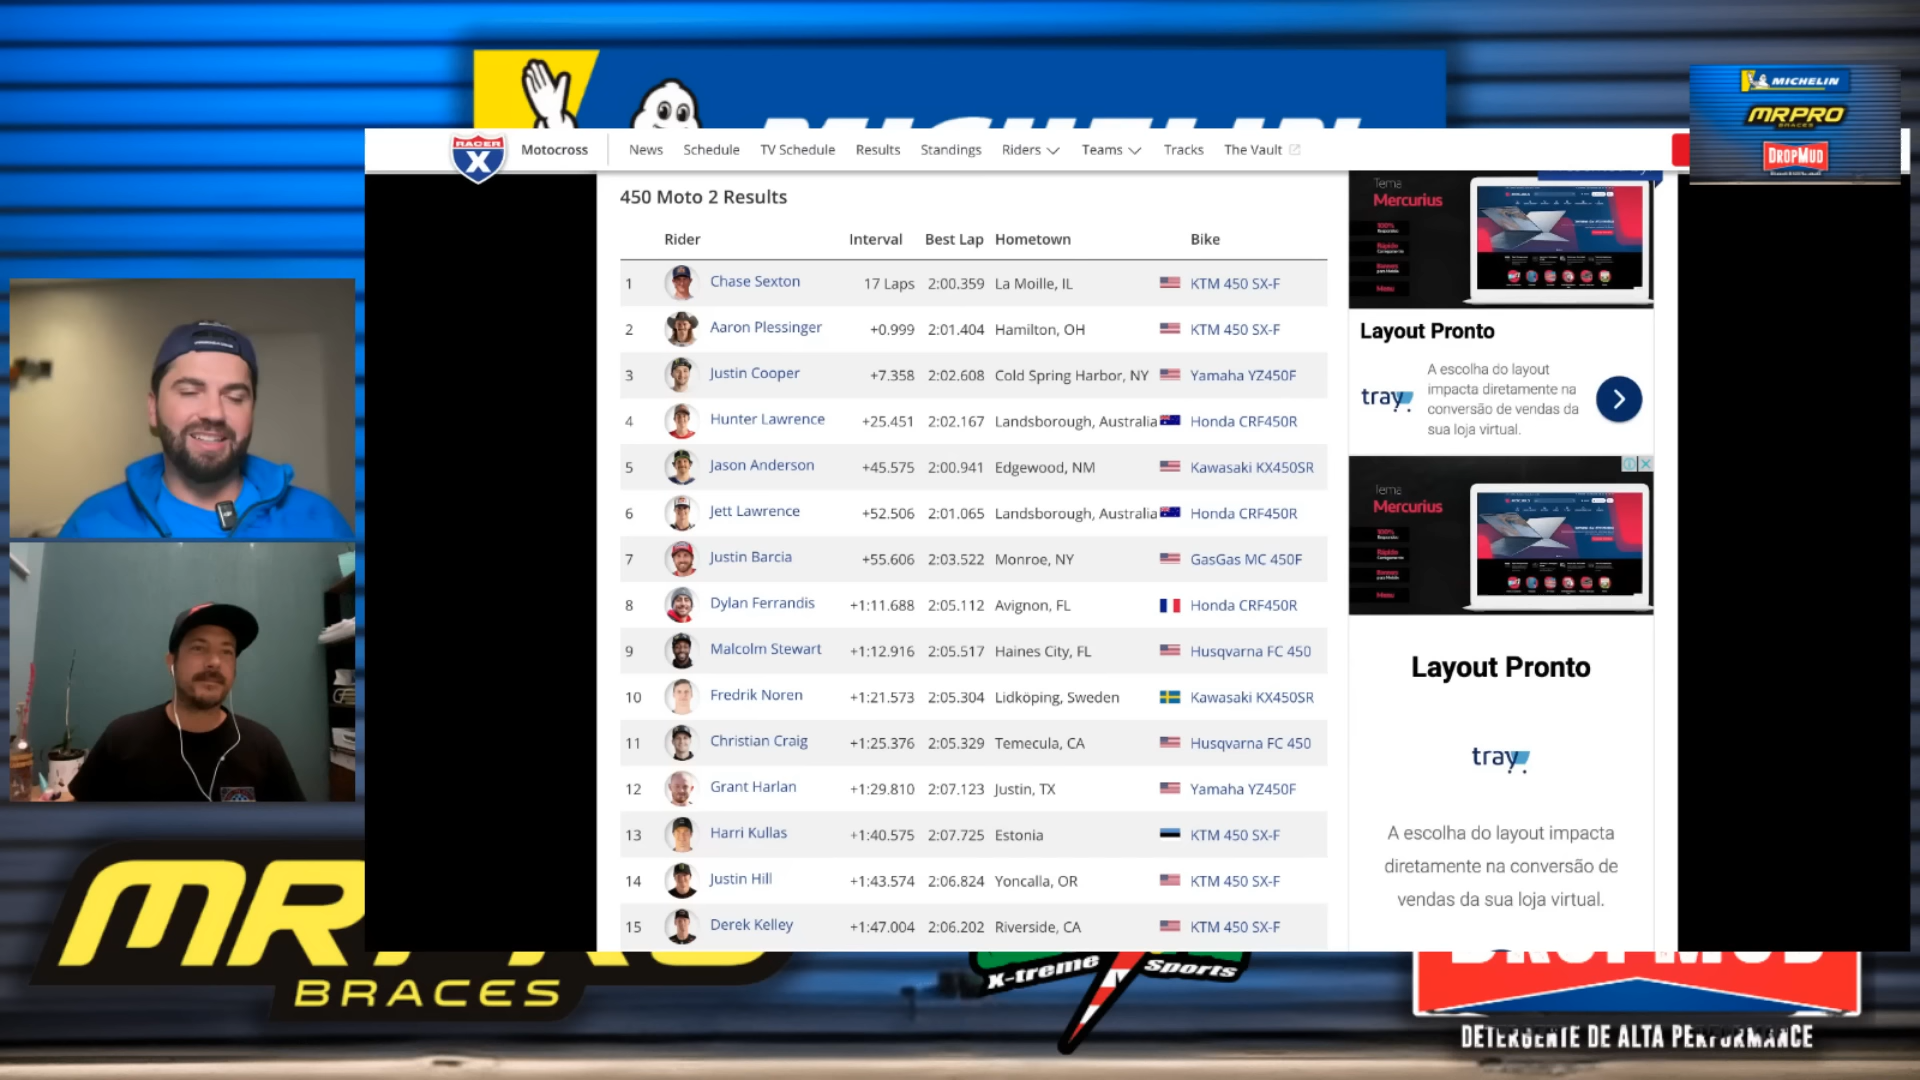 MICHELIN
MRPRO
BRACES
DROPMUD
RACER
X
Motocross
News
Schedule
TV Schedule
Results
Standings
Riders
Teams
Tracks
The Vault
450 Moto 2 Results
Rider Interval Best Lap Hometown Bike
1 Chase Sexton 17 Laps 2:00.359 La Moille, IL KTM 450 SX-F
2 Aaron Plessinger +0.999 2:01.404 Hamilton, OH KTM 450 SX-F
3 Justin Cooper +7.358 2:02.608 Cold Spring Harbor, NY Yamaha YZ450F
4 Hunter Lawrence +25.451 2:02.167 Landsborough, Australia Honda CRF450R
5 Jason Anderson +45.575 2:00.941 Edgewood, NM Kawasaki KX450SR
6 Jett Lawrence +52.506 2:01.065 Landsborough, Australia Honda CRF450R
7 Justin Barcia +55.606 2:03.522 Monroe, NY GasGas MC 450F
8 Dylan Ferrandis +1:11.688 2:05.112 Avignon, FL Honda CRF450R
9 Malcolm Stewart +1:12.916 2:05.517 Haines City, FL Husqvarna FC 450
10 Fredrik Noren +1:21.573 2:05.304 Lidköping, Sweden Kawasaki KX450SR
11 Christian Craig +1:25.376 2:05.329 Temecula, CA Husqvarna FC 450
12 Grant Harlan +1:29.810 2:07.123 Justin, TX Yamaha YZ450F
13 Harri Kullas +1:40.575 2:07.725 Estonia KTM 450 SX-F
14 Justin Hill +1:43.574 2:06.824 Yoncalla, OR KTM 450 SX-F
15 Derek Kelley +1:47.004 2:06.202 Riverside, CA KTM 450 SX-F
Tema
Mercurius
Menu
Layout Pronto
tray
A escolha do layout
impacta diretamente na
conversão de vendas da
sua loja virtual.
Tema
Mercurius
Menu
Layout Pronto
tray
A escolha do layout impacta
diretamente na conversão de
vendas da sua loja virtual.
MICHELIN
MRPRO
BRACES
X-treme Sports
DROPMUD
DETERGENTE DE ALTA PERFORMANCE